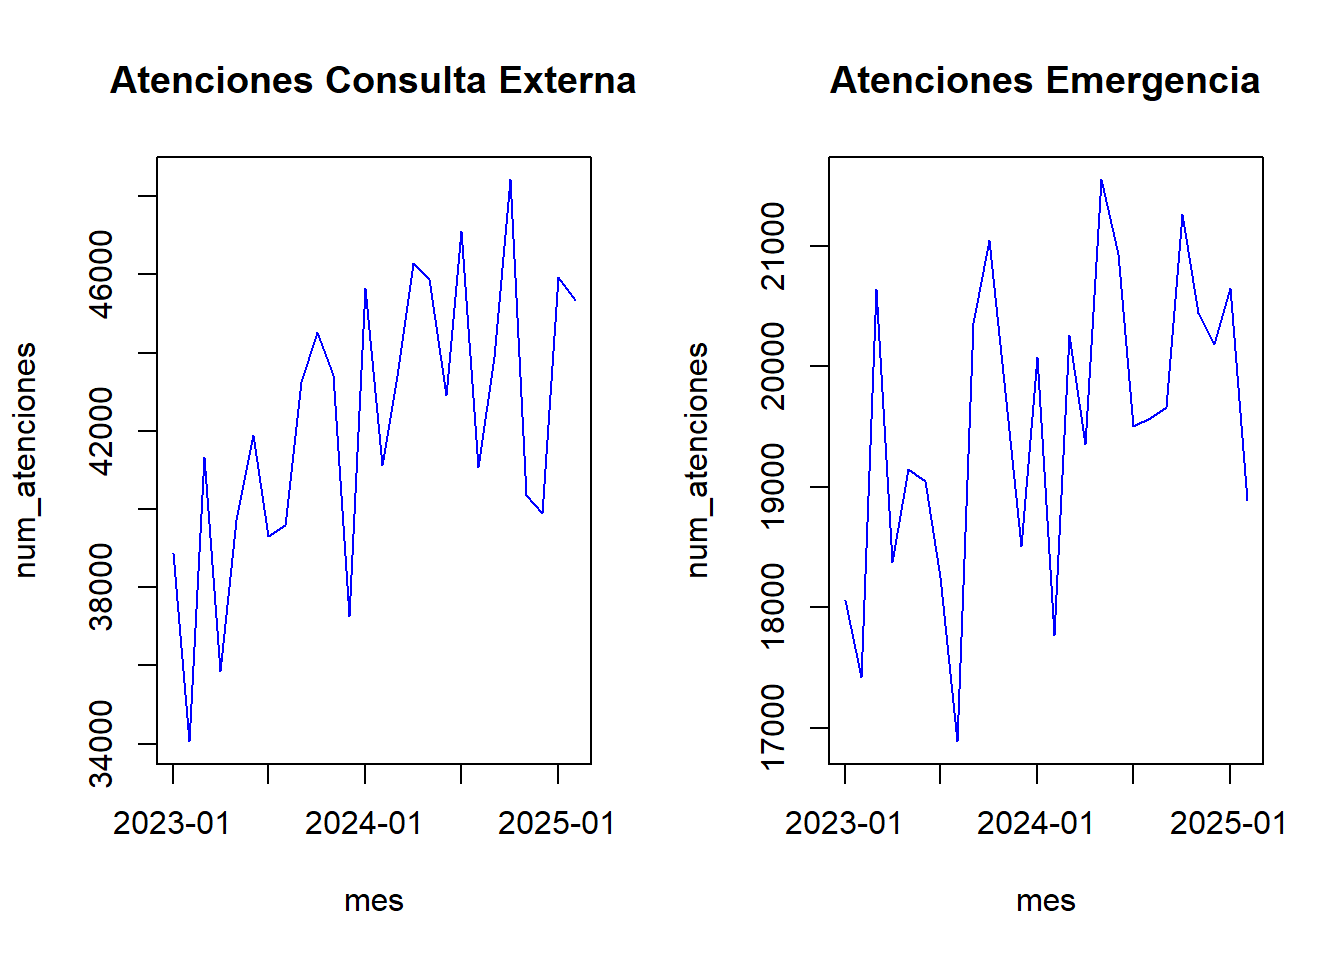 Atenciones Consulta Externa
num_atenciones
46000
42000
38000
34000
2023-01 2024-01 2025-01
mes
Atenciones Emergencia
num_atenciones
21000
20000
19000
18000
17000
2023-01 2024-01 2025-01
mes